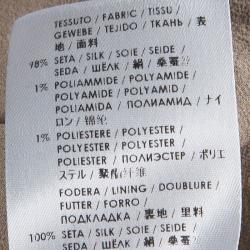 TESSUTO / FABRIC / TISSU /
GEWEBE / TEJIDO / ТКАНЬ / 表
地 / 面料
98% SETA / SILK / SOIE / SEIDE /
SEDA / ШЁЛК / 絹 / 桑蚕丝
1% POLIAMMIDE / POLYAMIDE /
POLYAMID / POLYAMID /
POLIAMIDA / ПОЛИАМИД / ナイ
ロン / 锦纶
1% POLIESTERE / POLYESTER /
POLYESTER / POLYESTER /
POLIESTER / ПОЛИЭСТЕР / ポリエ
ステル / 聚酯纤维
FODERA / LINING / DOUBLURE /
FUTTER / FORRO /
ПОДКЛАДКА / 裏地 / 里料
100% SETA / SILK / SOIE / SEIDE /
SEDA / ШЁЛК / 絹 / 桑蚕丝